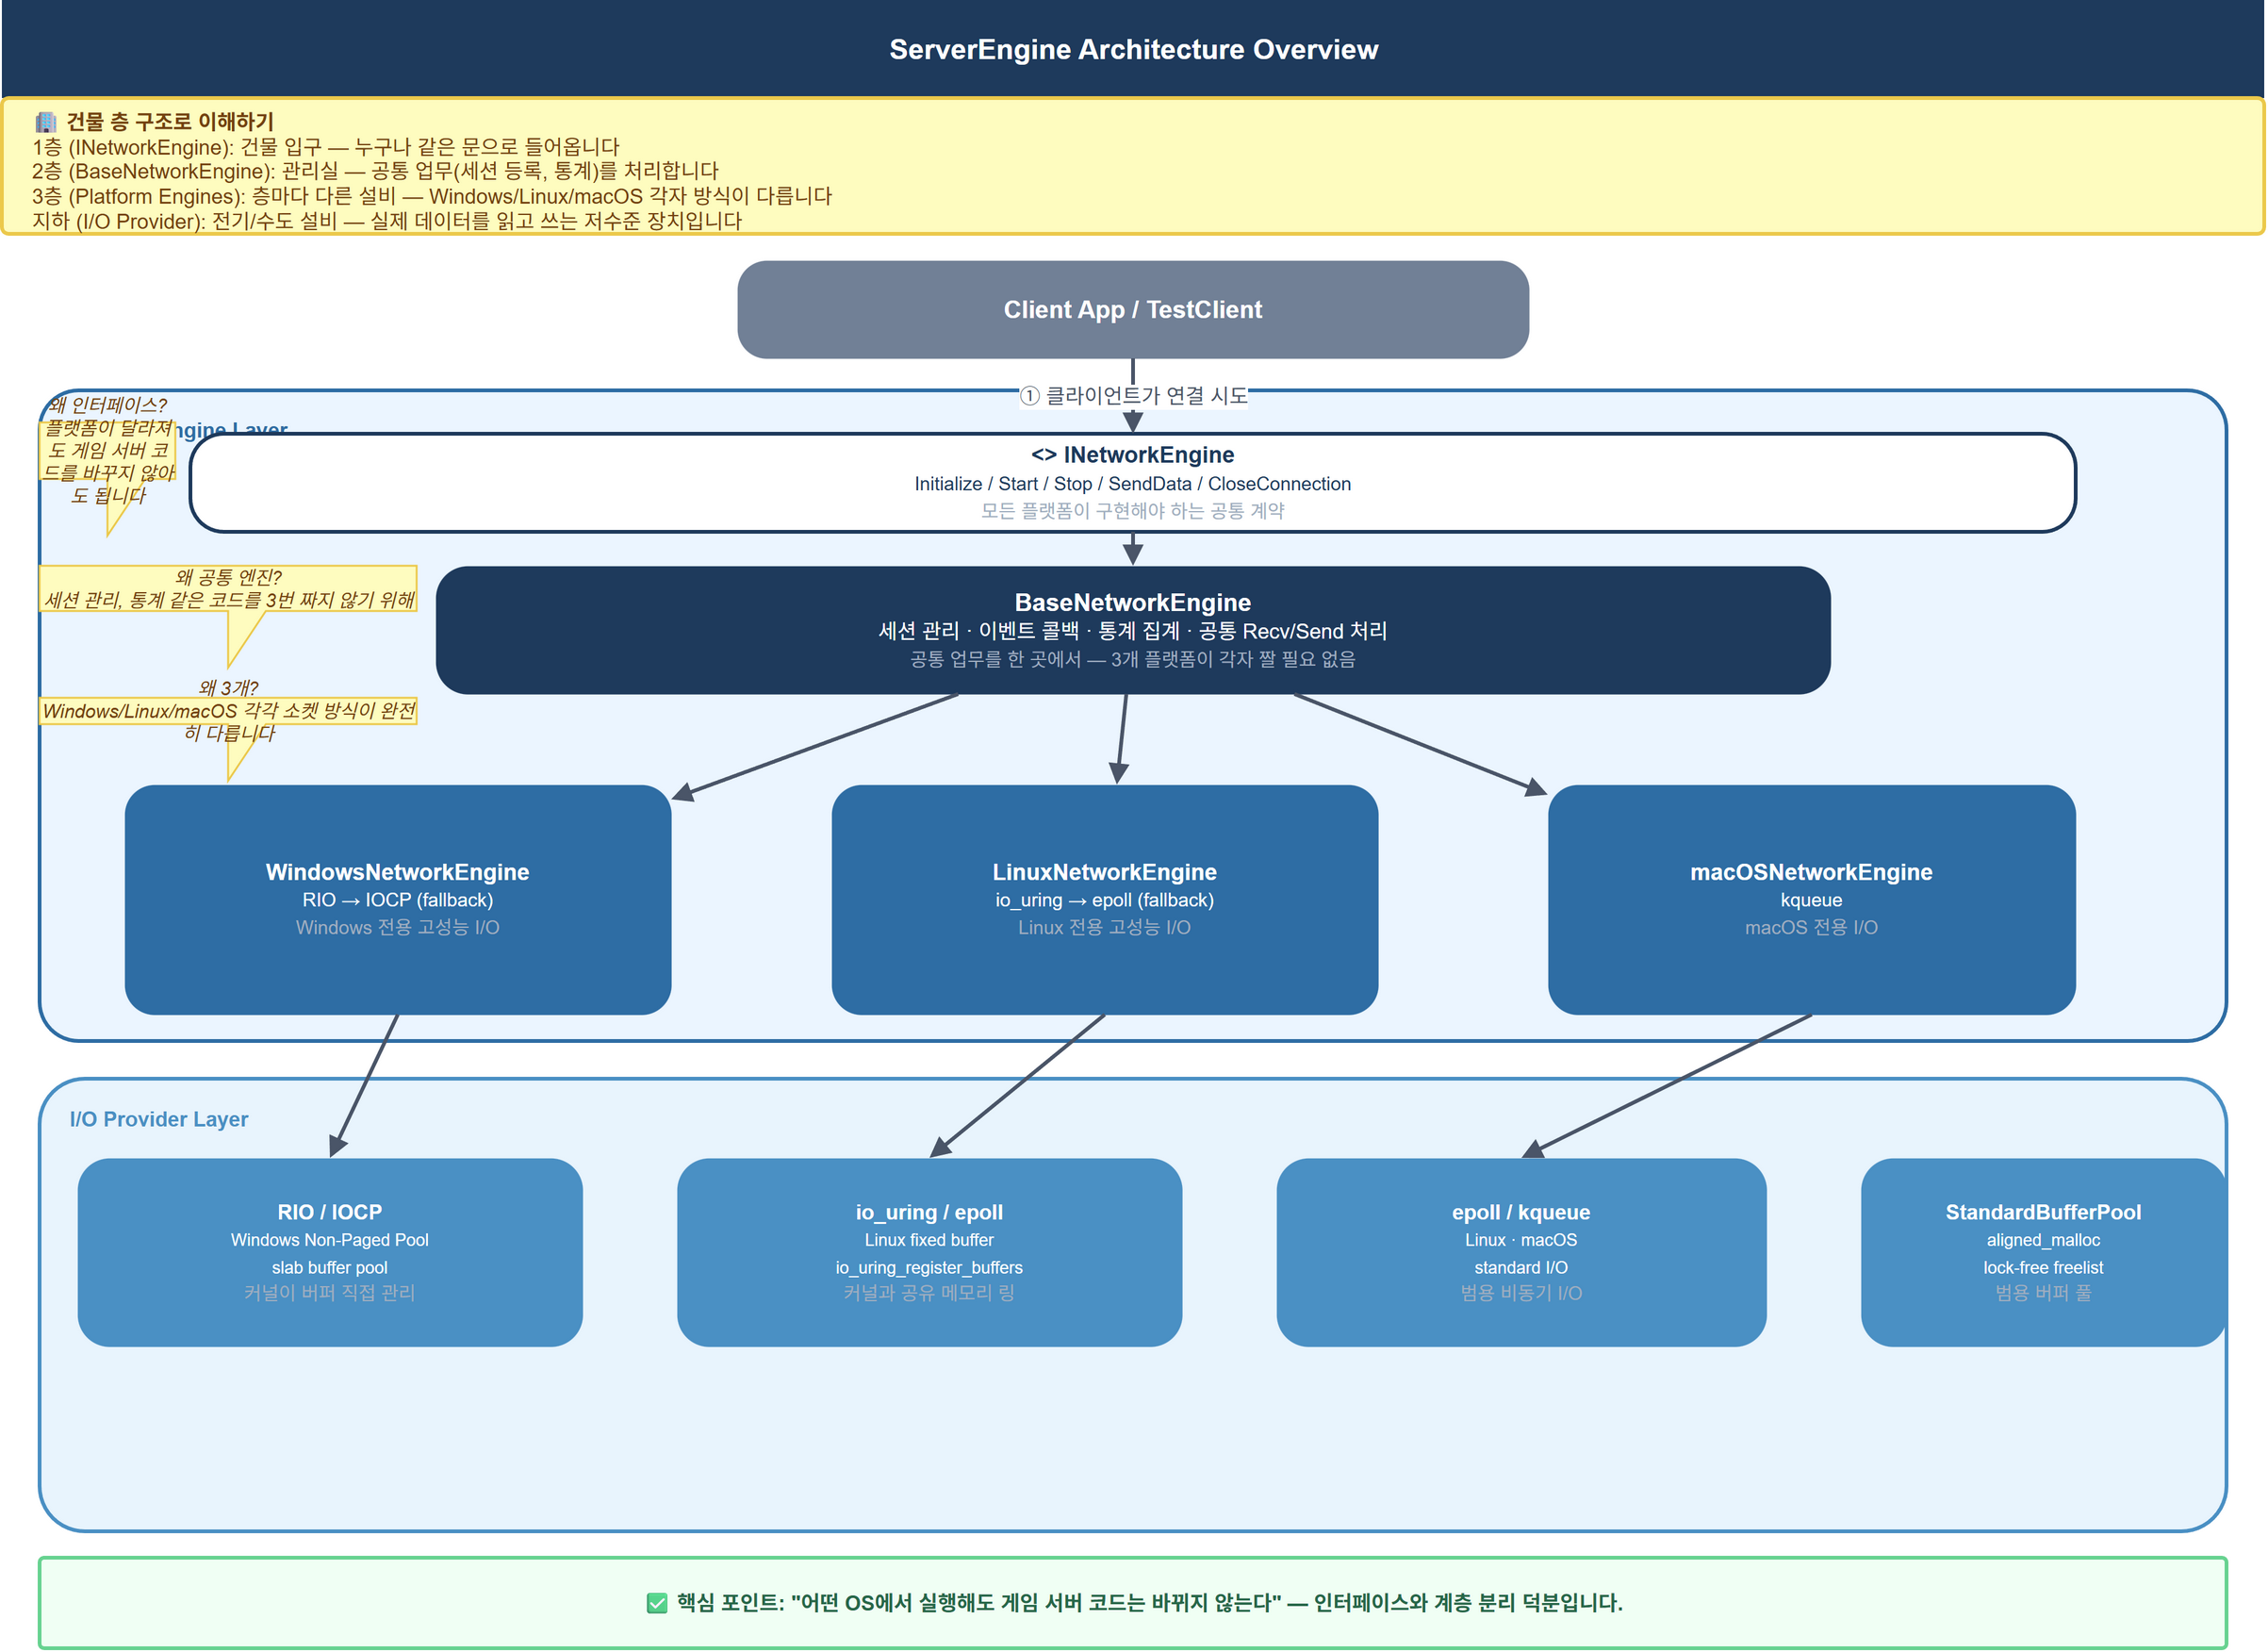 ServerEngine Architecture Overview
🏢 건물 층 구조로 이해하기
1층 (INetworkEngine): 건물 입구 — 누구나 같은 문으로 들어옵니다
2층 (BaseNetworkEngine): 관리실 — 공통 업무(세션 등록, 통계)를 처리합니다
3층 (Platform Engines): 층마다 다른 설비 — Windows/Linux/macOS 각자 방식이 다릅니다
지하 (I/O Provider): 전기/수도 설비 — 실제 데이터를 읽고 쓰는 저수준 장치입니다
Client App / TestClient
① 클라이언트가 연결 시도
Layer
왜 인터페이스?
플랫폼이 달라져
도 게임 서버 코
드를 바꾸지 않아
도 됩니다
<> INetworkEngine
Initialize / Start / Stop / SendData / CloseConnection
모든 플랫폼이 구현해야 하는 공통 계약
왜 공통 엔진?
세션 관리, 통계 같은 코드를 3번 짜지 않기 위해
BaseNetworkEngine
세션 관리 · 이벤트 콜백 · 통계 집계 · 공통 Recv/Send 처리
공통 업무를 한 곳에서 — 3개 플랫폼이 각자 짤 필요 없음
왜 3개?
Windows/Linux/macOS 각각 소켓 방식이 완전
히 다릅니다
WindowsNetworkEngine
RIO → IOCP (fallback)
Windows 전용 고성능 I/O
LinuxNetworkEngine
io_uring → epoll (fallback)
Linux 전용 고성능 I/O
macOSNetworkEngine
kqueue
macOS 전용 I/O
I/O Provider Layer
RIO / IOCP
Windows Non-Paged Pool
slab buffer pool
커널이 버퍼 직접 관리
io_uring / epoll
Linux fixed buffer
io_uring_register_buffers
커널과 공유 메모리 링
epoll / kqueue
Linux · macOS
standard I/O
범용 비동기 I/O
StandardBufferPool
aligned_malloc
lock-free freelist
범용 버퍼 풀
✅ 핵심 포인트: "어떤 OS에서 실행해도 게임 서버 코드는 바뀌지 않는다" — 인터페이스와 계층 분리 덕분입니다.